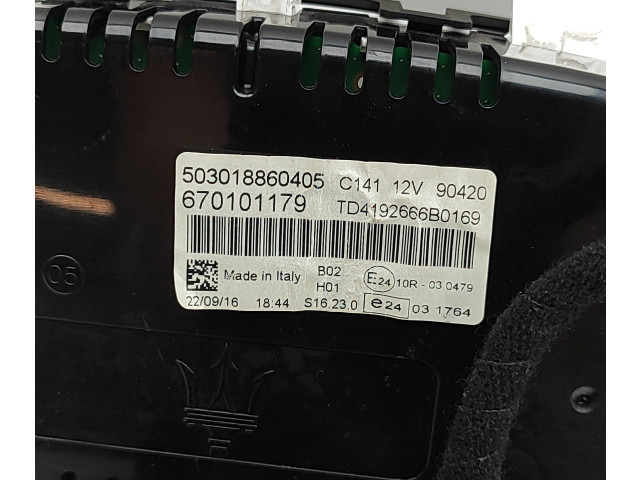 503018860405 C141 12V 90420
670101179 TD4192666B0169
Made in Italy B02 E24 10R - 03 0479
H01
22/09/16 18:44 S16.23.0 e24 03 1764
05
F